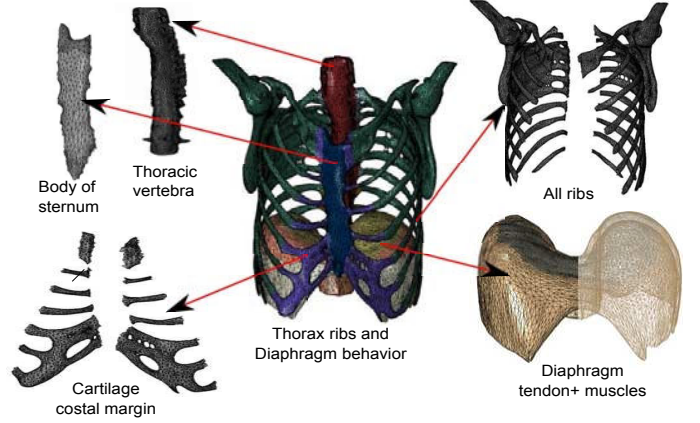 Body of
sternum
Thoracic
vertebra
All ribs
Cartilage
costal margin
Thorax ribs and
Diaphragm behavior
Diaphragm
tendon+ muscles